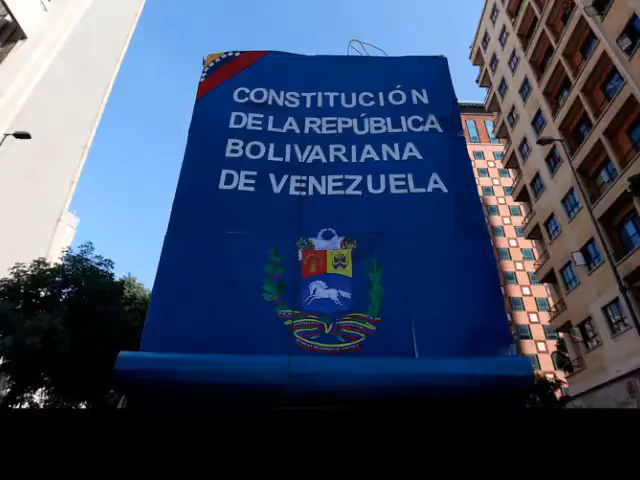 CONSTITUCIÓN
DE LA REPÚBLICA
BOLIVARIANA
DE VENEZUELA